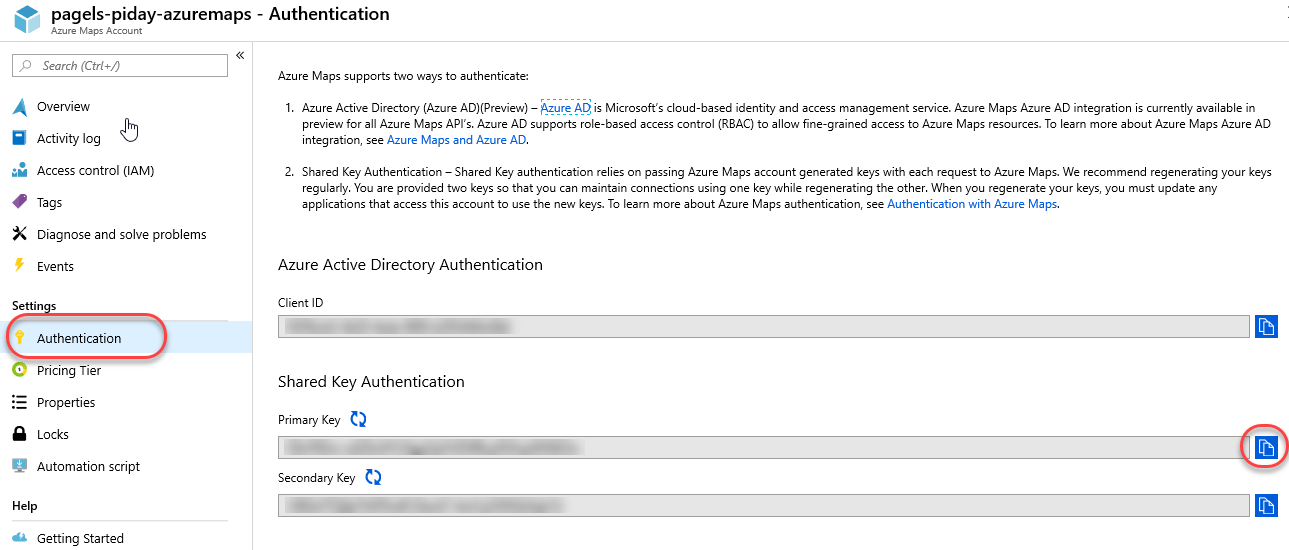 pagels-piday-azuremaps - Authentication
Azure Maps Account
Search (Ctrl+/)
«
Overview
Activity log
Access control (IAM)
Tags
Diagnose and solve problems
Events
Settings
Authentication
Pricing Tier
Properties
Locks
Automation script
Help
Getting Started
Azure Maps supports two ways to authenticate:
1. Azure Active Directory (Azure AD)(Preview) – Azure AD is Microsoft's cloud-based identity and access management service. Azure Maps Azure AD integration is currently available in
preview for all Azure Maps API's. Azure AD supports role-based access control (RBAC) to allow fine-grained access to Azure Maps resources. To learn more about Azure Maps Azure AD
integration, see Azure Maps and Azure AD.
2. Shared Key Authentication – Shared Key authentication relies on passing Azure Maps account generated keys with each request to Azure Maps. We recommend regenerating your keys
regularly. You are provided two keys so that you can maintain connections using one key while regenerating the other. When you regenerate your keys, you must update any
applications that access this account to use the new keys. To learn more about Azure Maps authentication, see Authentication with Azure Maps.
Azure Active Directory Authentication
Client ID
Shared Key Authentication
Primary Key
Secondary Key